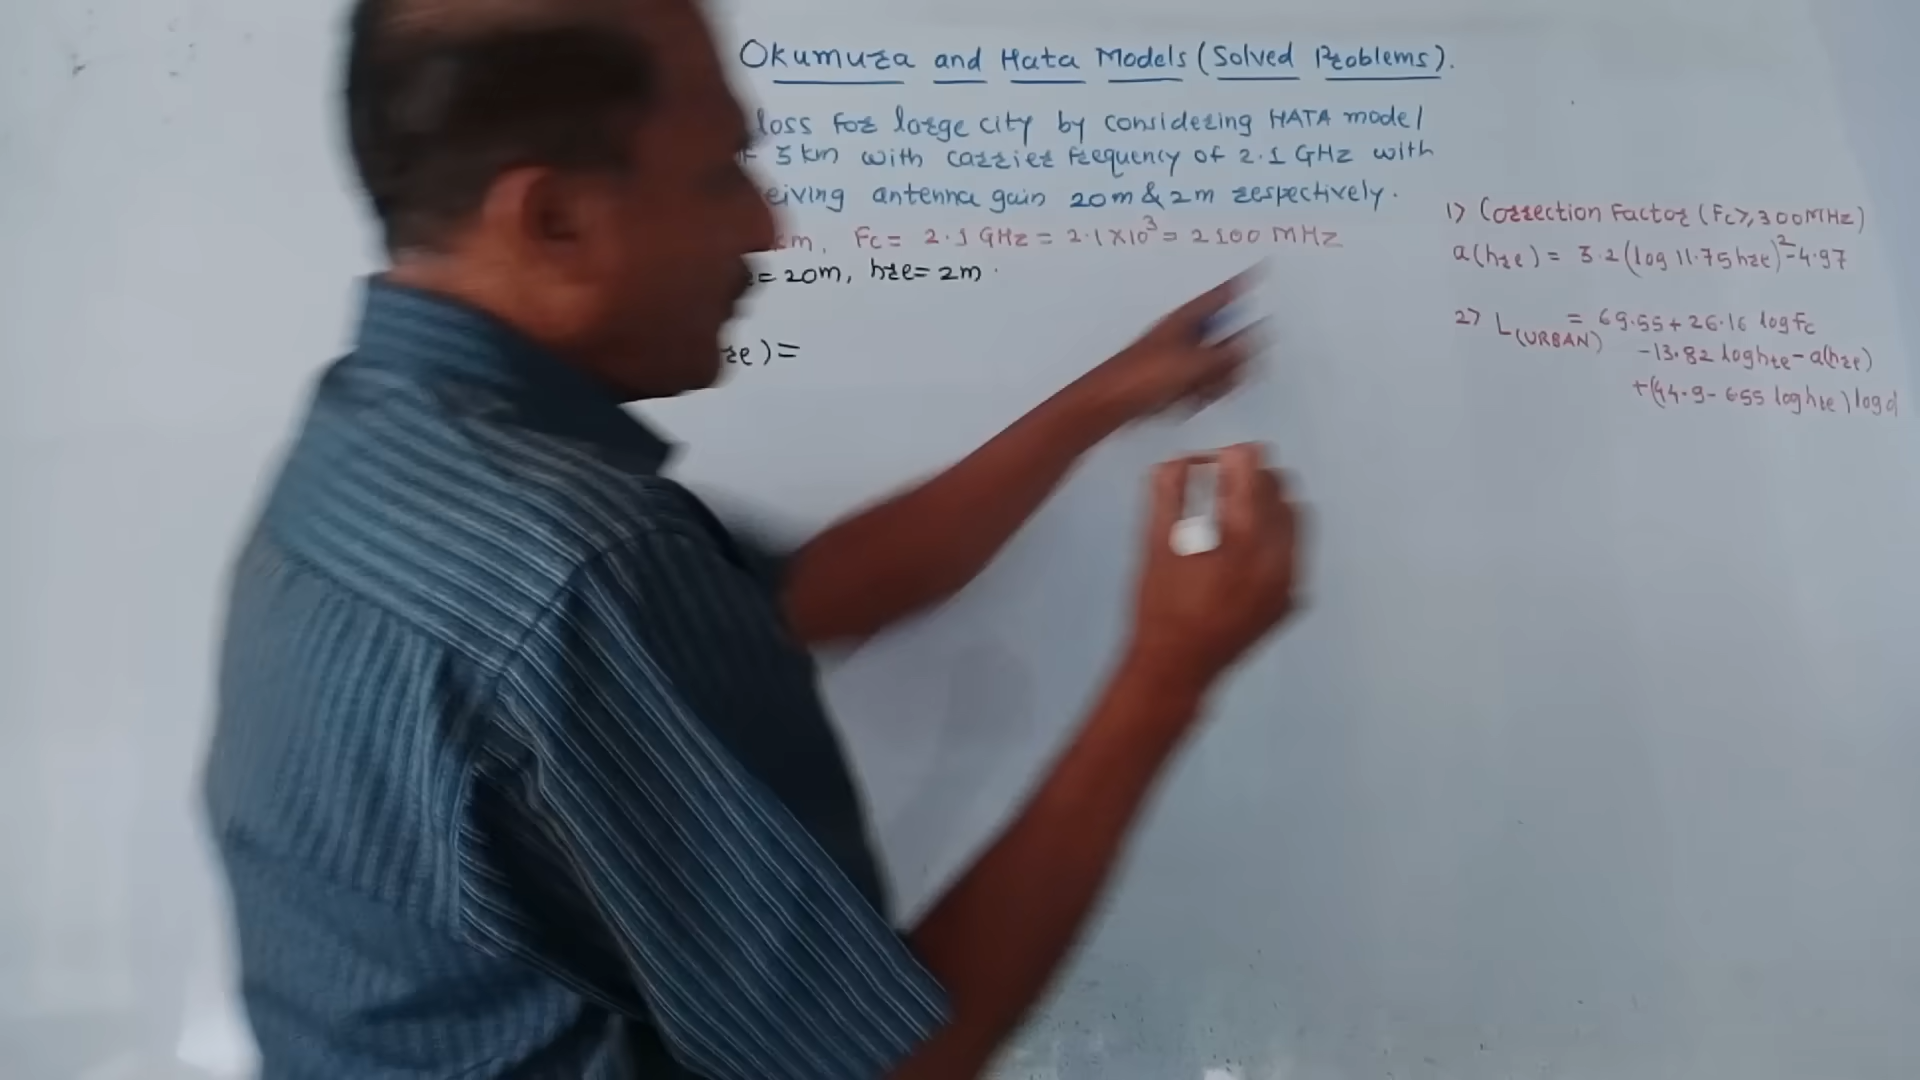 Okumura and Hata Models (Solved Problems).
loss for large city by considering HATA model
5 km with carrier frequency of 2.1 GHz with
eiving antenna gain 20m & 2m respectively.
km, Fc = 2.1 GHz = 2.1 X 10³ = 2100 MHz
= 20m, hre = 2m.
re) =
1) Correction Factor (Fc ≥, 300MHz)
a(hre) = 3.2 (log 11.75 hre)² - 4.97
2) L(URBAN) = 69.55 + 26.16 log fc
- 13.82 log hte - a(hre)
+ (44.9 - 6.55 log hte) log d